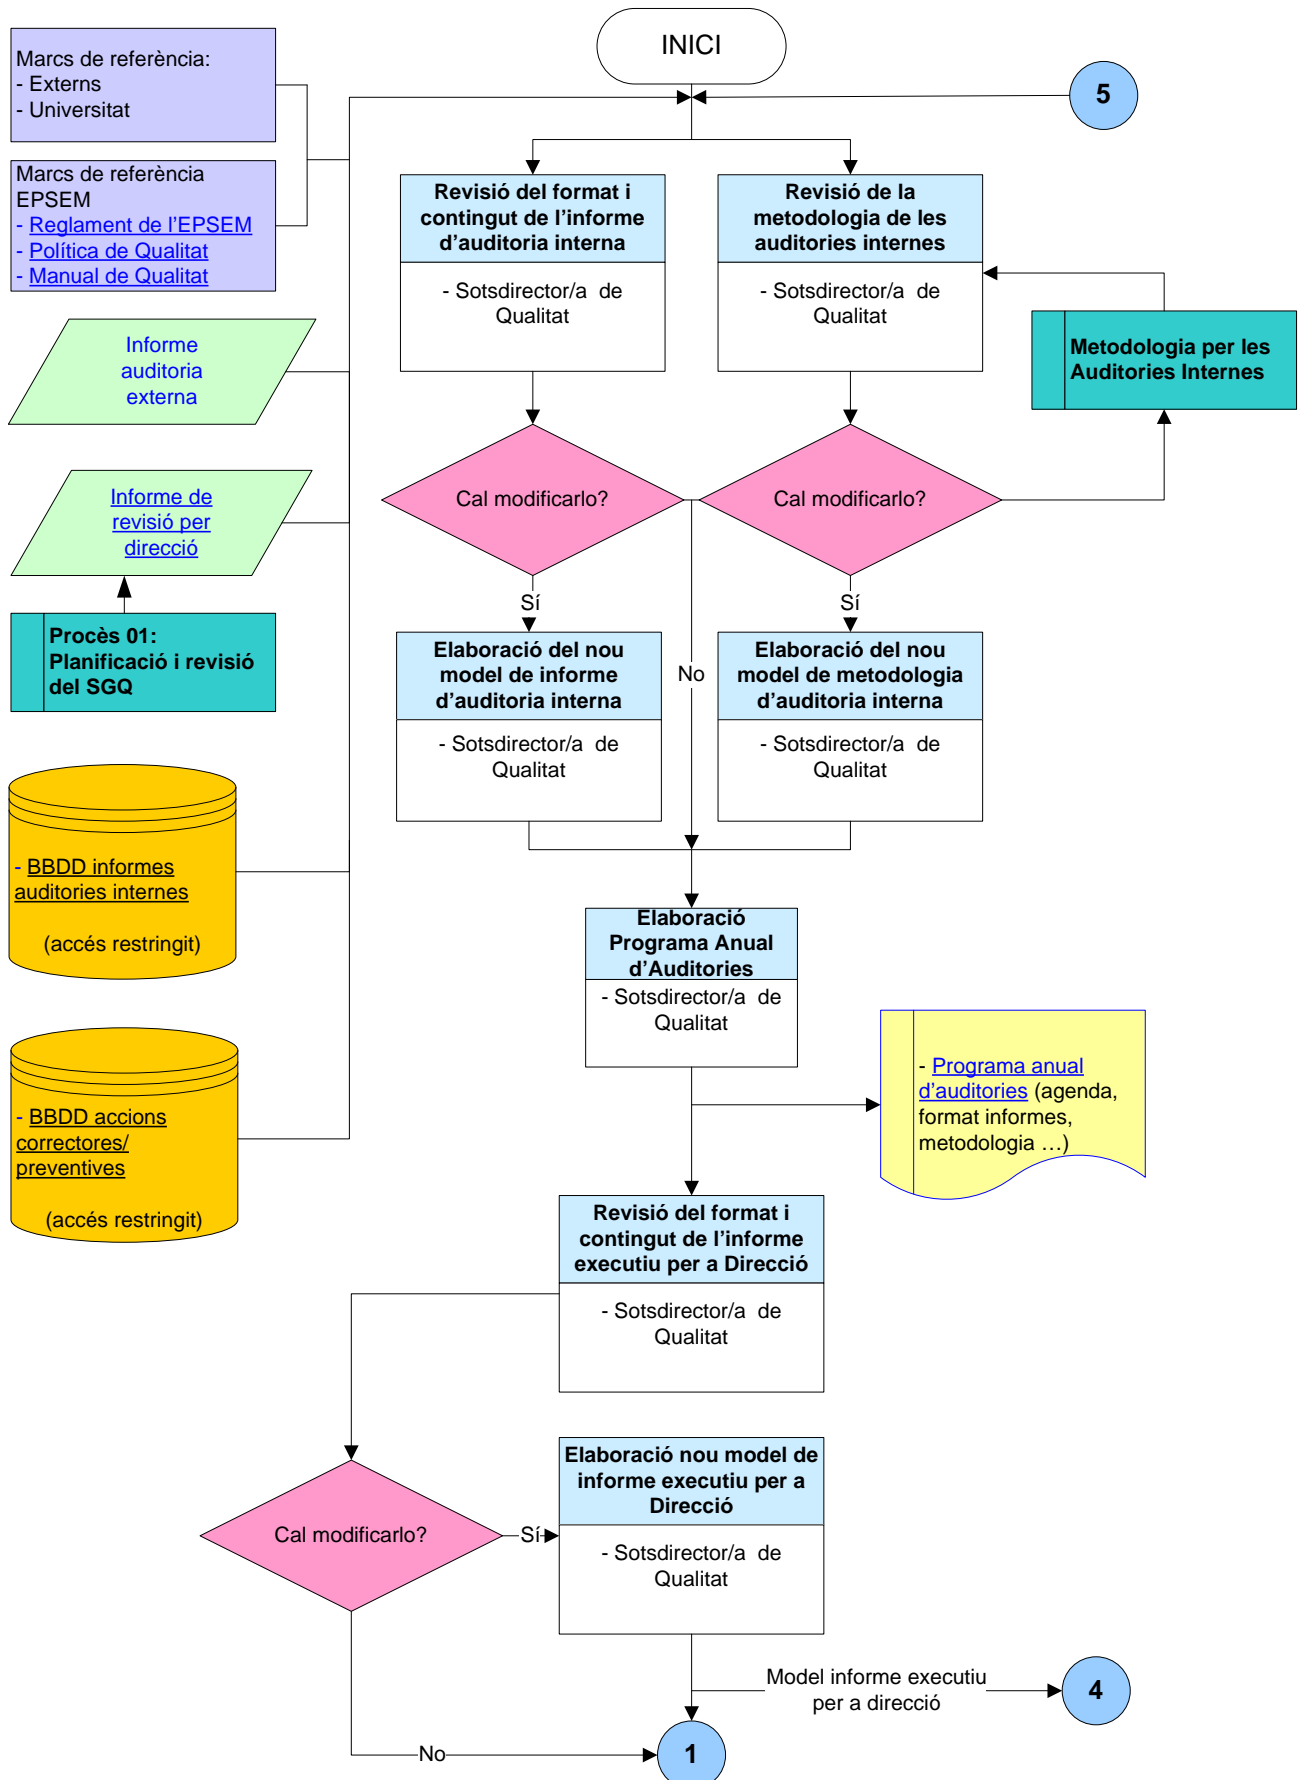 INICI
5
Marcs de referència:
- Externs
- Universitat
Marcs de referència
EPSEM
- Reglament de l’EPSEM
- Política de Qualitat
- Manual de Qualitat
Revisió del format i
contingut de l’informe
d’auditoria interna
- Sotsdirector/a de
Qualitat
Revisió de la
metodologia de les
auditories internes
- Sotsdirector/a de
Qualitat
Metodologia per les
Auditories Internes
Informe
auditoria
externa
Cal modificarlo?
Cal modificarlo?
Informe de
revisió per
direcció
Sí
Sí
No
Procès 01:
Planificació i revisió
del SGQ
Elaboració del nou
model de informe
d’auditoria interna
- Sotsdirector/a de
Qualitat
Elaboració del nou
model de metodologia
d’auditoria interna
- Sotsdirector/a de
Qualitat
- BBDD informes
auditories internes
(accés restringit)
Elaboració
Programa Anual
d’Auditories
- Sotsdirector/a de
Qualitat
- Programa anual
d’auditories (agenda,
format informes,
metodologia ...)
- BBDD accions
correctores/
preventives
(accés restringit)
Revisió del format i
contingut de l’informe
executiu per a Direcció
- Sotsdirector/a de
Qualitat
Cal modificarlo?
Sí
Elaboració nou model de
informe executiu per a
Direcció
- Sotsdirector/a de
Qualitat
Model informe executiu
per a direcció
4
No
1